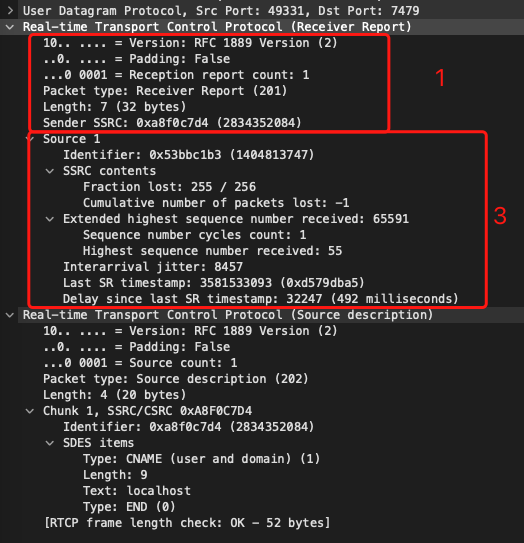 User Datagram Protocol, Src Port: 49331, Dst Port: 7479
Real-time Transport Control Protocol (Receiver Report)
10.. .... = Version: RFC 1889 Version (2)
..0. .... = Padding: False
...0 0001 = Reception report count: 1
Packet type: Receiver Report (201)
Length: 7 (32 bytes)
Sender SSRC: 0xa8f0c7d4 (2834352084)
1
Source 1
Identifier: 0x53bbc1b3 (1404813747)
SSRC contents
Fraction lost: 255 / 256
Cumulative number of packets lost: -1
Extended highest sequence number received: 65591
Sequence number cycles count: 1
Highest sequence number received: 55
Interarrival jitter: 8457
Last SR timestamp: 3581533093 (0xd579dba5)
Delay since last SR timestamp: 32247 (492 milliseconds)
3
Real-time Transport Control Protocol (Source description)
10.. .... = Version: RFC 1889 Version (2)
..0. .... = Padding: False
...0 0001 = Source count: 1
Packet type: Source description (202)
Length: 4 (20 bytes)
Chunk 1, SSRC/CSRC 0xA8F0C7D4
Identifier: 0xa8f0c7d4 (2834352084)
SDES items
Type: CNAME (user and domain) (1)
Length: 9
Text: localhost
Type: END (0)
[RTCP frame length check: OK - 52 bytes]